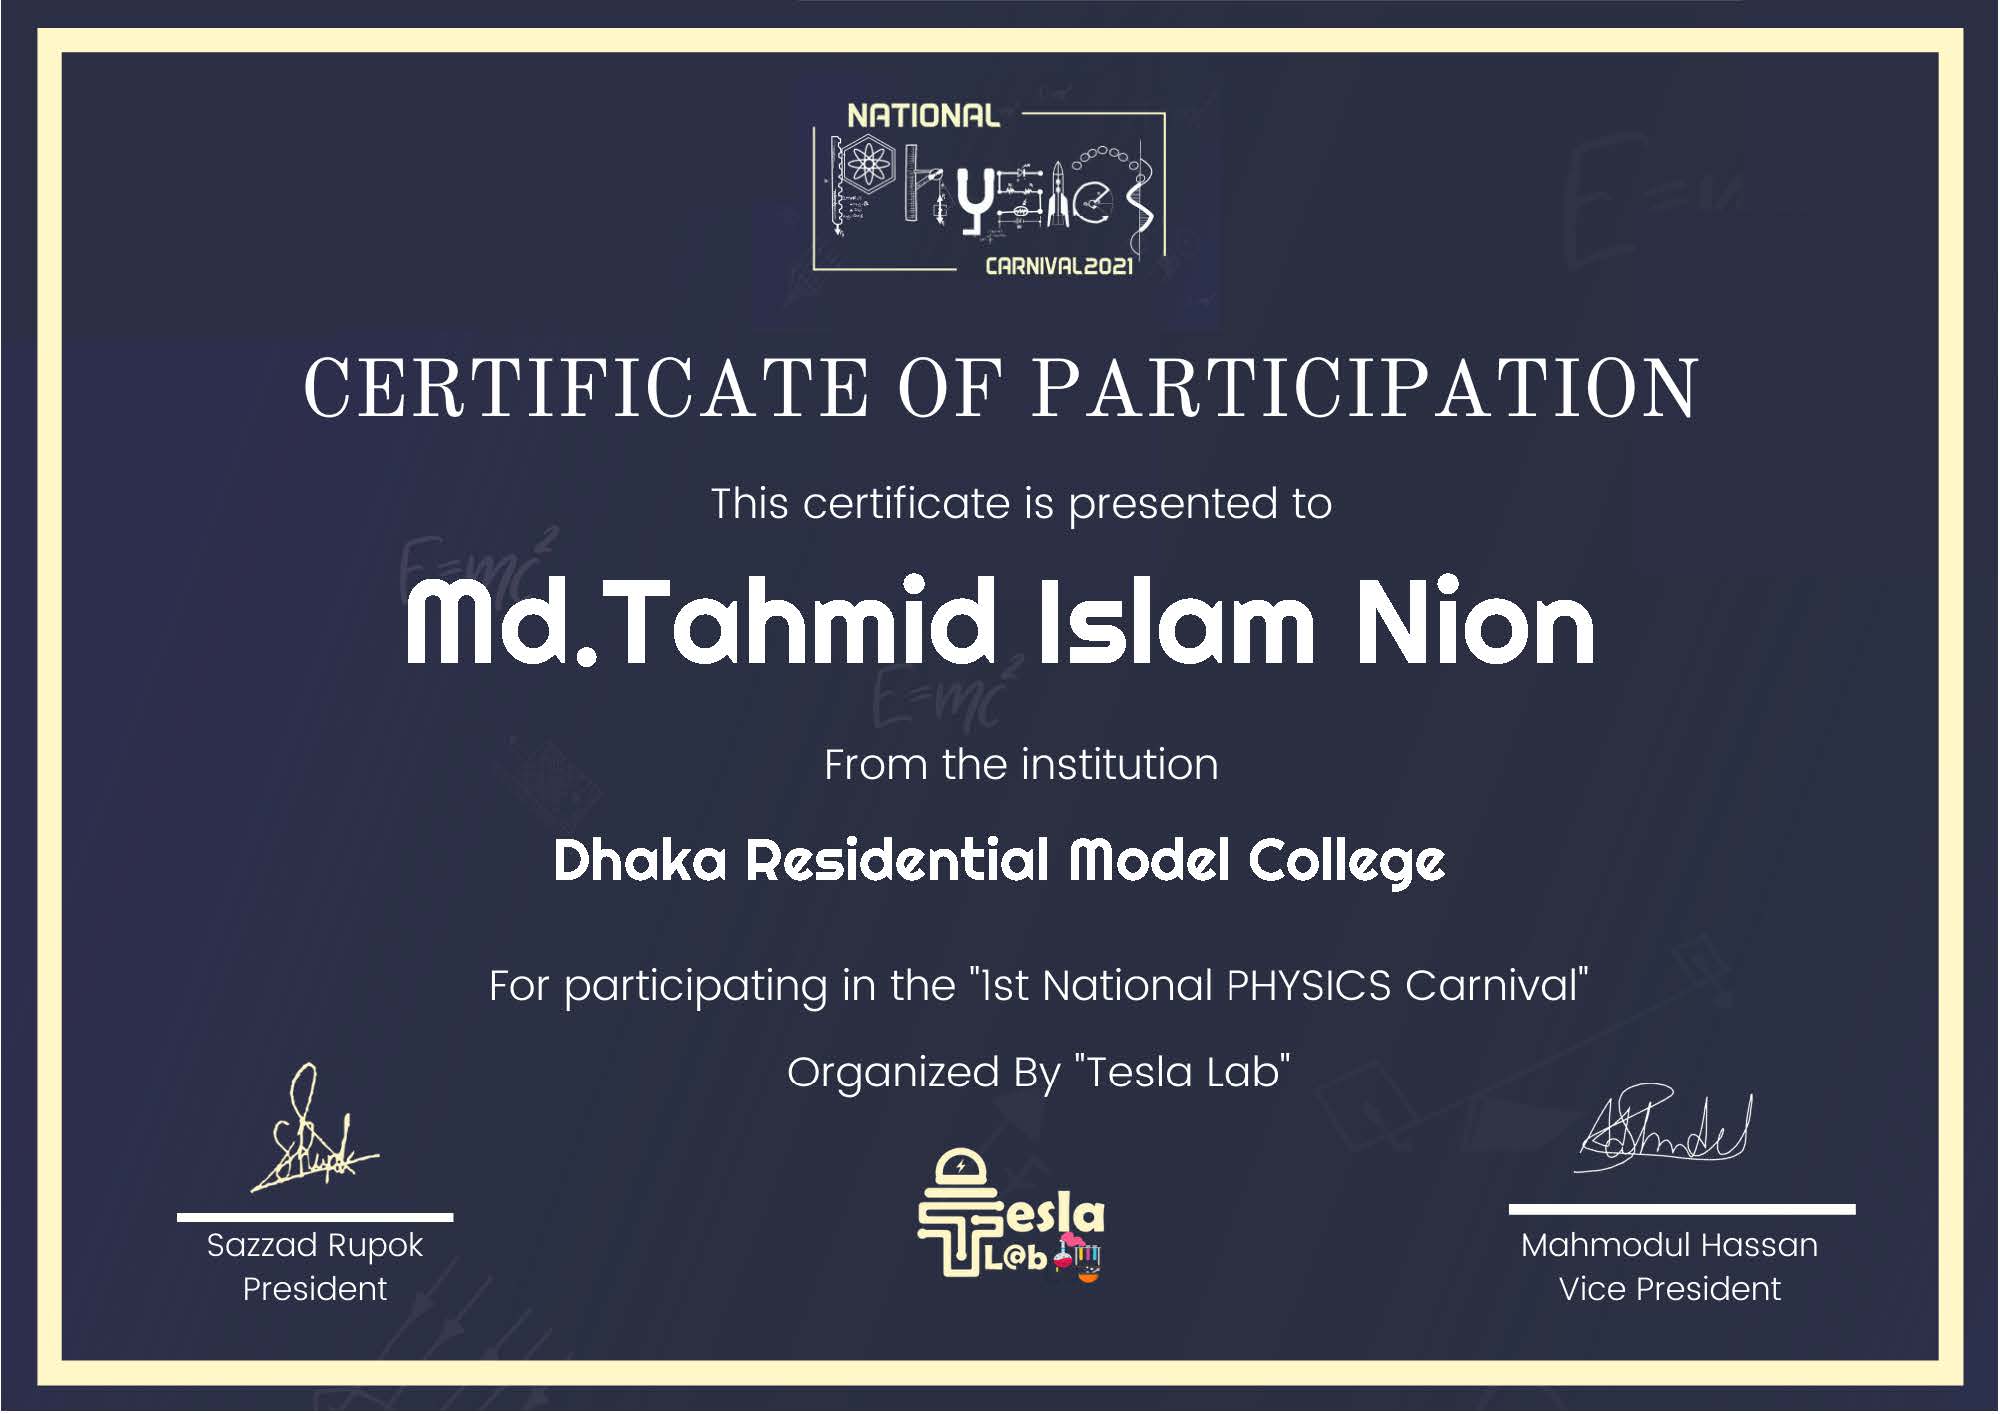 NATIONAL
Physics
CARNIVAL2021
CERTIFICATE OF PARTICIPATION
This certificate is presented to
E=mc²
Md.Tahmid Islam Nion
E=mc²
From the institution
Dhaka Residential Model College
For participating in the "1st National PHYSICS Carnival"
Organized By "Tesla Lab"
Tesla
L@b
Sazzad Rupok
President
Mahmodul Hassan
Vice President